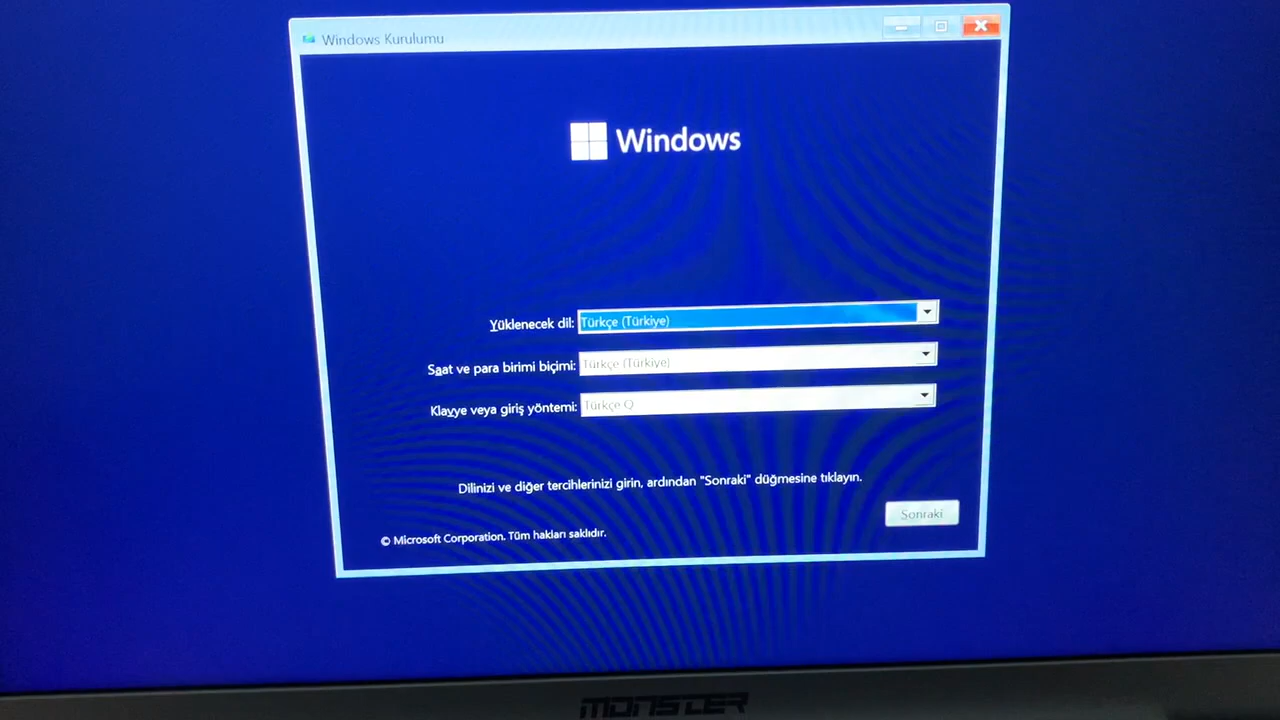 Windows Kurulumu
Windows
Yüklenecek dil: Türkçe (Türkiye)
Saat ve para birimi biçimi: Türkçe (Türkiye)
Klavye veya giriş yöntemi: Türkçe Q
Dilinizi ve diğer tercihlerinizi girin, ardından "Sonraki" düğmesine tıklayın.
Sonraki
© Microsoft Corporation. Tüm hakları saklıdır.
MONSTER